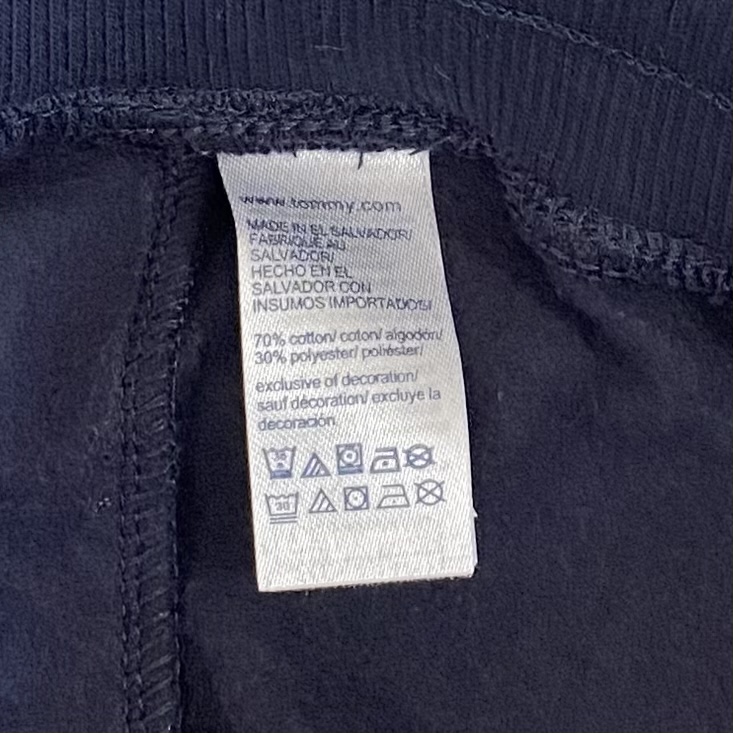 www.tommy.com
MADE IN EL SALVADOR/
FABRIQUÉ AU
SALVADOR/
HECHO EN EL
SALVADOR CON
INSUMOS IMPORTADOS/
70% cotton/ coton/ algodón/
30% polyester/ poliéster/
exclusive of decoration/
sauf décoration/ excluye la
decoración
30